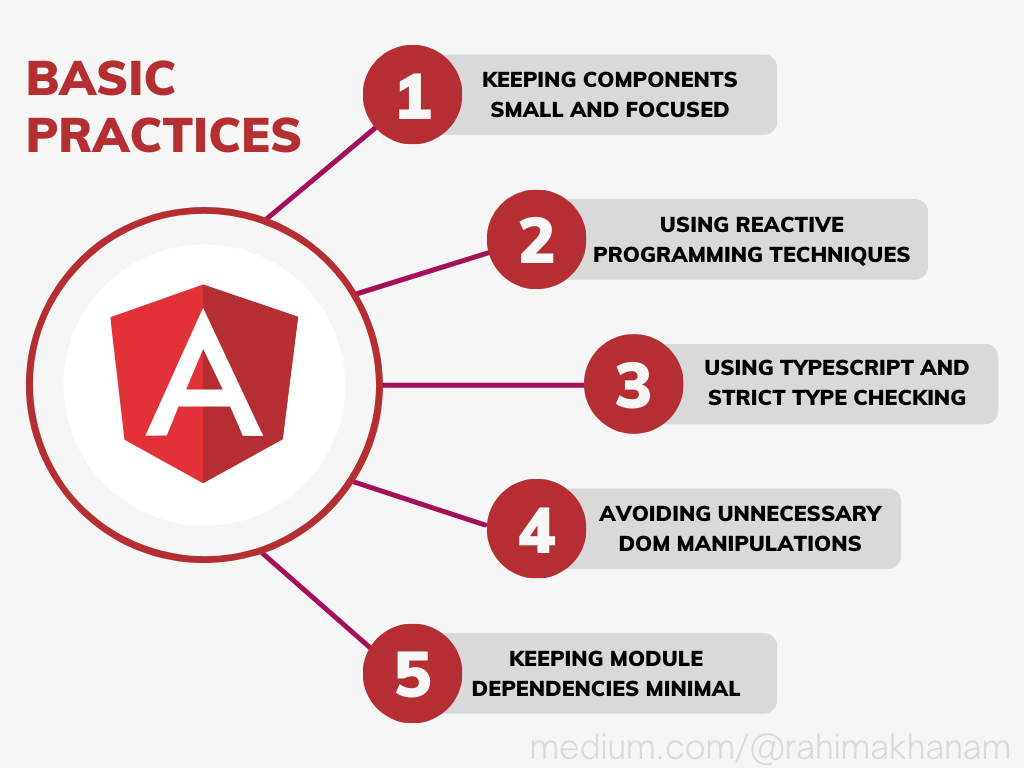 BASIC
PRACTICES
1
KEEPING COMPONENTS
SMALL AND FOCUSED
2
USING REACTIVE
PROGRAMMING TECHNIQUES
3
USING TYPESCRIPT AND
STRICT TYPE CHECKING
4
AVOIDING UNNECESSARY
DOM MANIPULATIONS
5
KEEPING MODULE
DEPENDENCIES MINIMAL
A
medium.com/@rahimakhanam